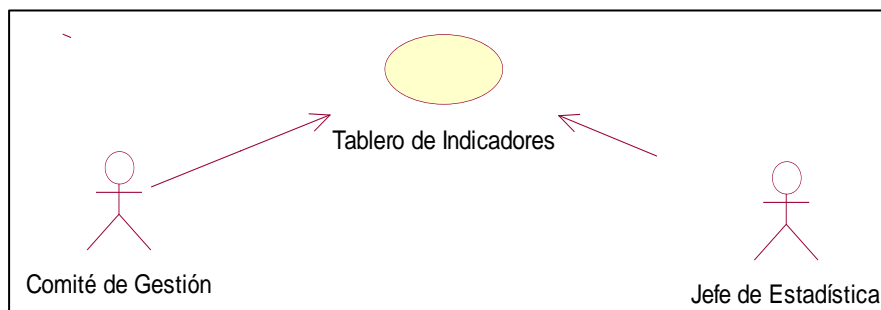 Tablero de Indicadores
Comité de Gestión
Jefe de Estadística